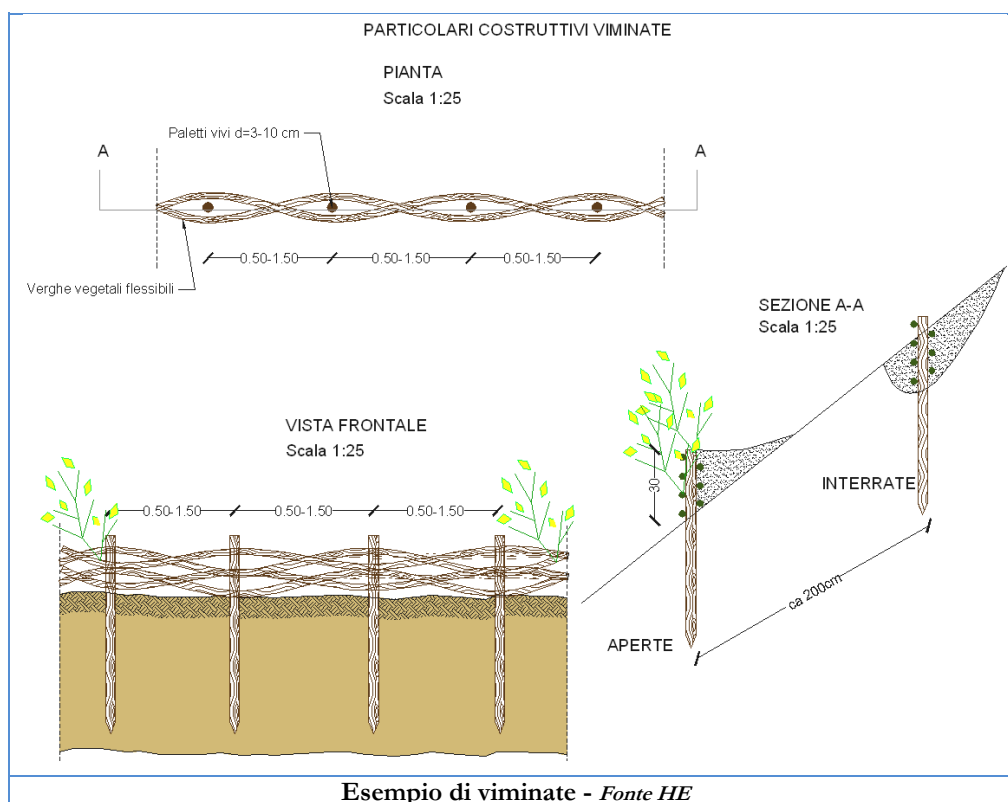 PARTICOLARI COSTRUTTIVI VIMINATE
PIANTA
Scala 1:25
Paletti vivi d=3-10 cm
A
A
0.50-1.50
0.50-1.50
0.50-1.50
Verghe vegetali flessibili
SEZIONE A-A
Scala 1:25
VISTA FRONTALE
Scala 1:25
0.50-1.50
0.50-1.50
0.50-1.50
30
INTERRATE
ca 200cm
APERTE
Esempio di viminate - Fonte HE